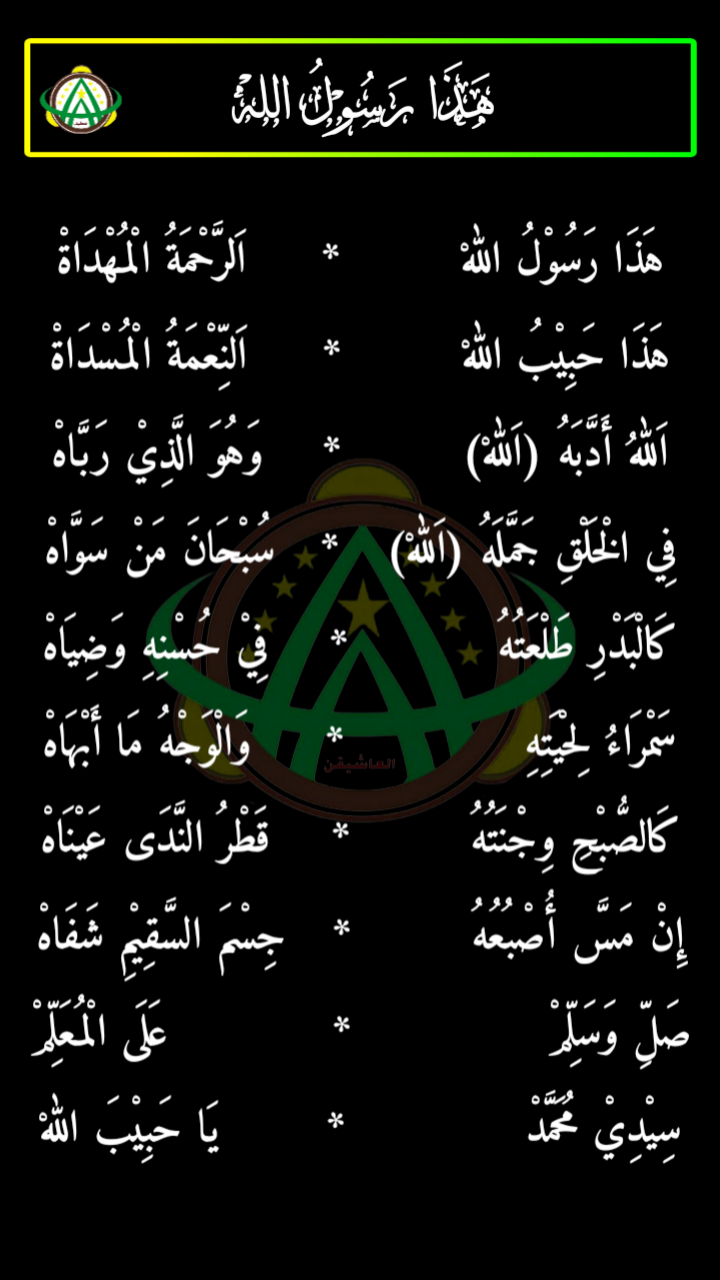 هَذَا رَسُوْلُ اللهْ
هَذَا رَسُوْلُ اللهْ * اَلرَّحْمَةُ الْمُهْدَاةْ
هَذَا حَبِيْبُ اللهْ * اَلنِّعْمَةُ الْمُسْدَاةْ
اَللهُ أَدَّبَهُ (اَللهْ) * وَهُوَ الَّذِيْ رَبَّاهْ
فِي الْخَلْقِ جَمَّلَهُ (اَللهْ) * سُبْحَانَ مَنْ سَوَّاهْ
كَالْبَدْرِ طَلْعَتُهُ * فِيْ حُسْنِهِ وَضِيَاهْ
سَمْرَاءُ لِحْيَتِهِ * وَالْوَجْهُ مَا أَبْهَاهْ
العاشيقن
كَالصُّبْحِ وِجْنَتُهُ * قَطْرُ النَّدَى عَيْنَاهْ
إِنْ مَسَّ أُصْبُعُهُ * جِسْمَ السَّقِيْمِ شَفَاهْ
صَلِّ وَسَلِّمْ * عَلَى الْمُعَلِّمْ
سِيْدِيْ مُحَمَّدْ * يَا حَبِيْبَ اللهْ